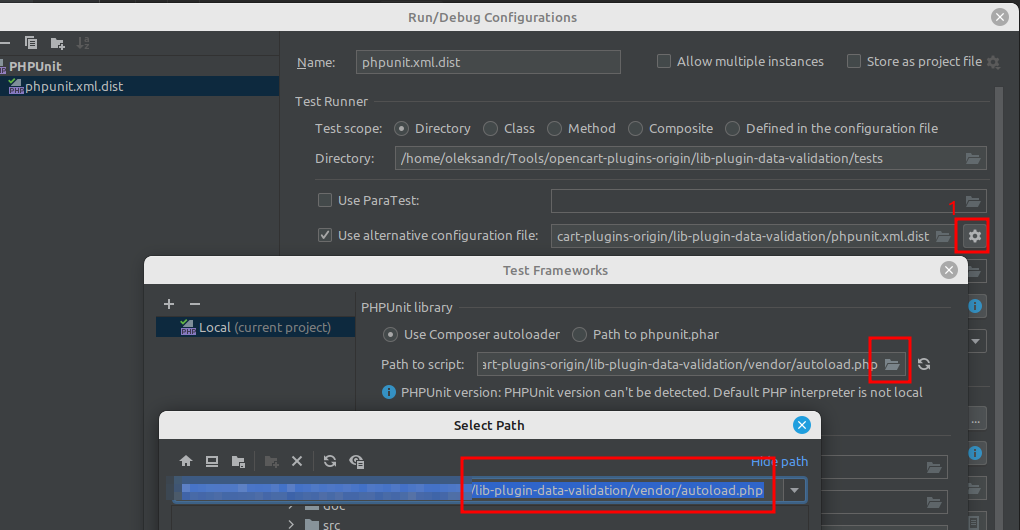 Run/Debug Configurations
PHPUnit
phpunit.xml.dist
Name: phpunit.xml.dist Allow multiple instances Store as project file
Test Runner
Test scope: Directory Class Method Composite Defined in the configuration file
Directory: /home/oleksandr/Tools/opencart-plugins-origin/lib-plugin-data-validation/tests
Use ParaTest:
1
Use alternative configuration file: cart-plugins-origin/lib-plugin-data-validation/phpunit.xml.dist
Test Frameworks
PHPUnit library
Local (current project)
Use Composer autoloader Path to phpunit.phar
Path to script: art-plugins-origin/lib-plugin-data-validation/vendor/autoload.php
PHPUnit version: PHPUnit version can't be detected. Default PHP interpreter is not local
Select Path
Hide path
/lib-plugin-data-validation/vendor/autoload.php
doc
src